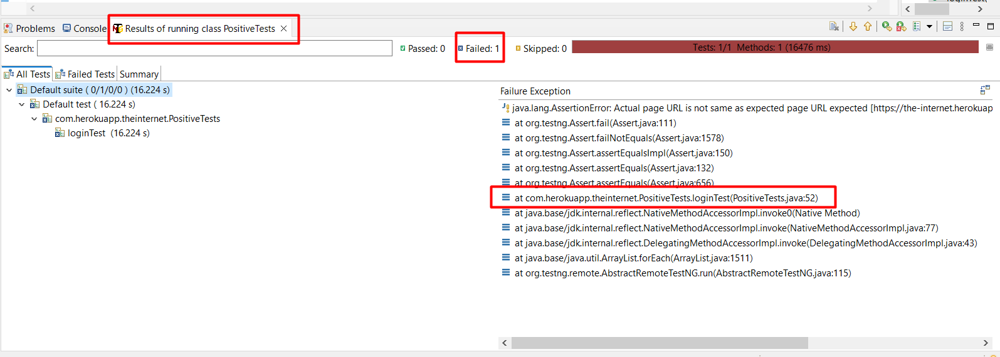 loginTest(
Problems Console Results of running class PositiveTests
Search: Passed: 0 Failed: 1 Skipped: 0 Tests: 1/1 Methods: 1 (16476 ms)
All Tests Failed Tests Summary
Default suite ( 0/1/0/0 ) (16.224 s)
Default test ( 16.224 s)
com.herokuapp.theinternet.PositiveTests
loginTest (16.224 s)
Failure Exception
java.lang.AssertionError: Actual page URL is not same as expected page URL expected [https://the-internet.herokuap
at org.testng.Assert.fail(Assert.java:111)
at org.testng.Assert.failNotEquals(Assert.java:1578)
at org.testng.Assert.assertEqualsImpl(Assert.java:150)
at org.testng.Assert.assertEquals(Assert.java:132)
at org.testng.Assert.assertEquals(Assert.java:656)
at com.herokuapp.theinternet.PositiveTests.loginTest(PositiveTests.java:52)
at java.base/jdk.internal.reflect.NativeMethodAccessorImpl.invoke0(Native Method)
at java.base/jdk.internal.reflect.NativeMethodAccessorImpl.invoke(NativeMethodAccessorImpl.java:77)
at java.base/jdk.internal.reflect.DelegatingMethodAccessorImpl.invoke(DelegatingMethodAccessorImpl.java:43)
at java.base/java.util.ArrayList.forEach(ArrayList.java:1511)
at org.testng.remote.AbstractRemoteTestNG.run(AbstractRemoteTestNG.java:115)